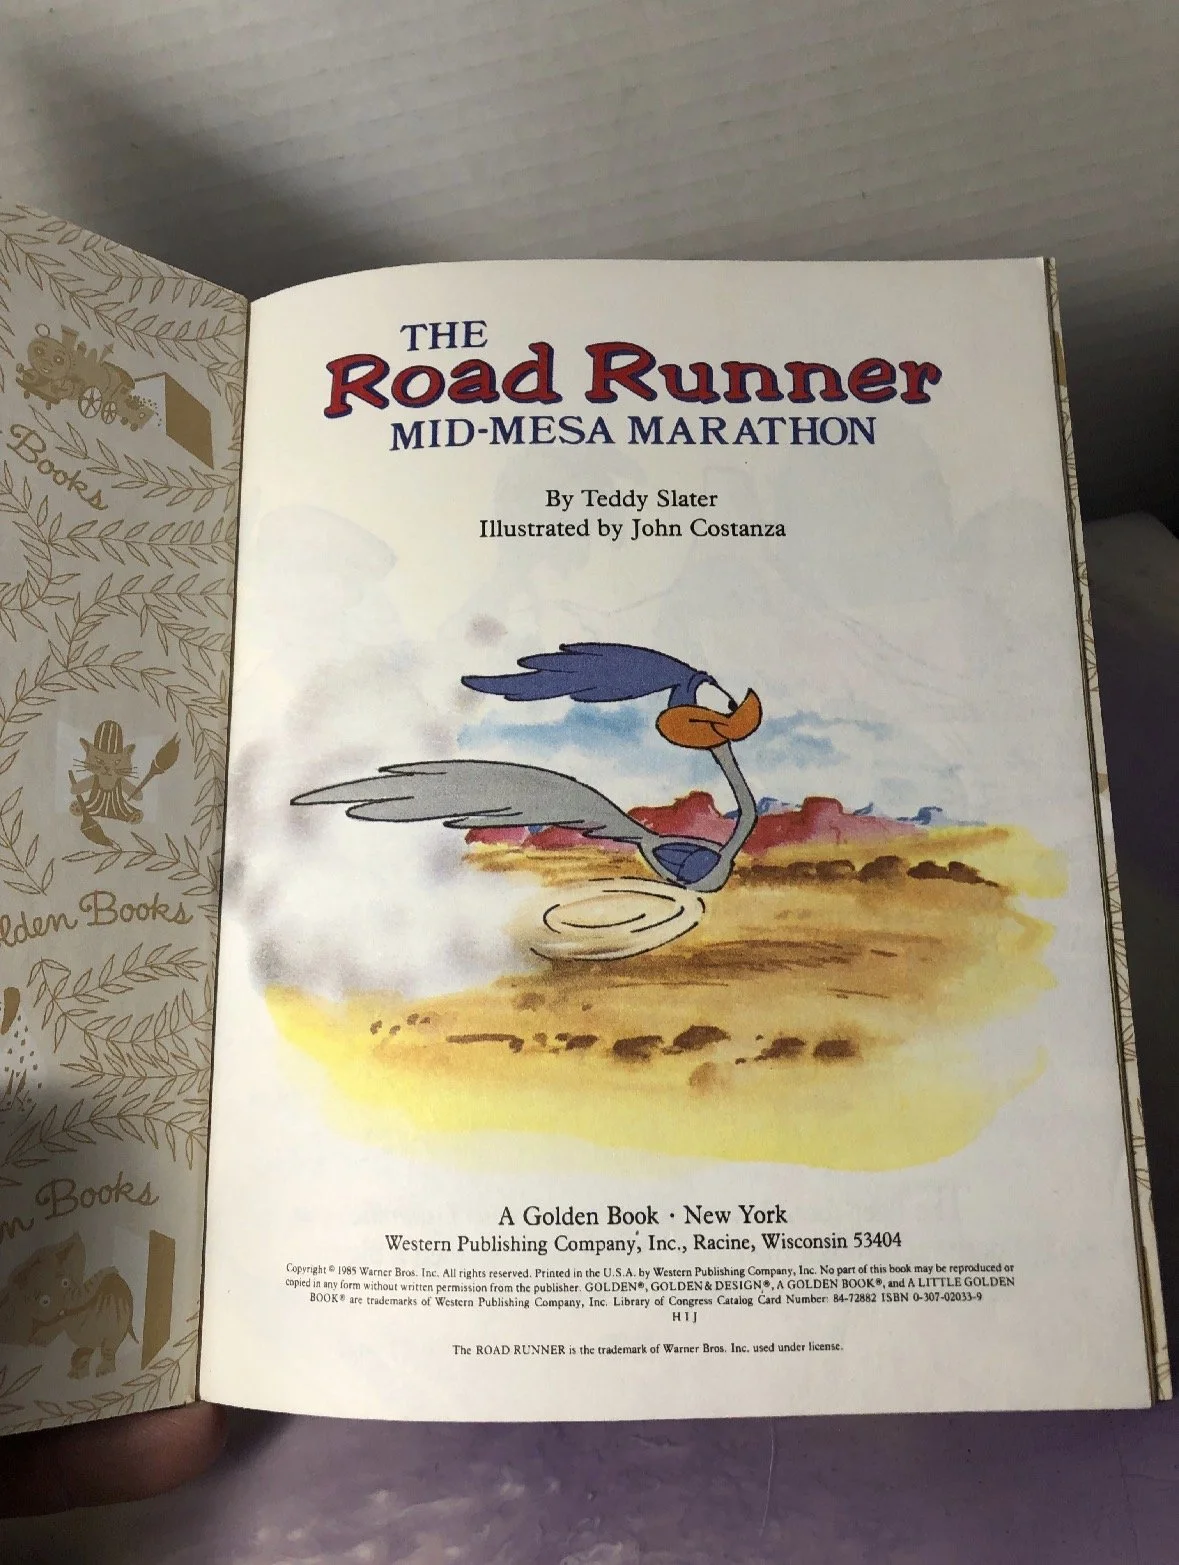 THE
Road Runner
MID-MESA MARATHON
By Teddy Slater
Illustrated by John Costanza
A Golden Book · New York
Western Publishing Company, Inc., Racine, Wisconsin 53404
Copyright © 1985 Warner Bros. Inc. All rights reserved. Printed in the U.S.A. by Western Publishing Company, Inc. No part of this book may be reproduced or
copied in any form without written permission from the publisher. GOLDEN®, GOLDEN & DESIGN®, A GOLDEN BOOK®, and A LITTLE GOLDEN
BOOK® are trademarks of Western Publishing Company, Inc. Library of Congress Catalog Card Number: 84-72882 ISBN 0-307-02033-9
H I J
The ROAD RUNNER is the trademark of Warner Bros. Inc. used under license.
Books
lden Books
n Books